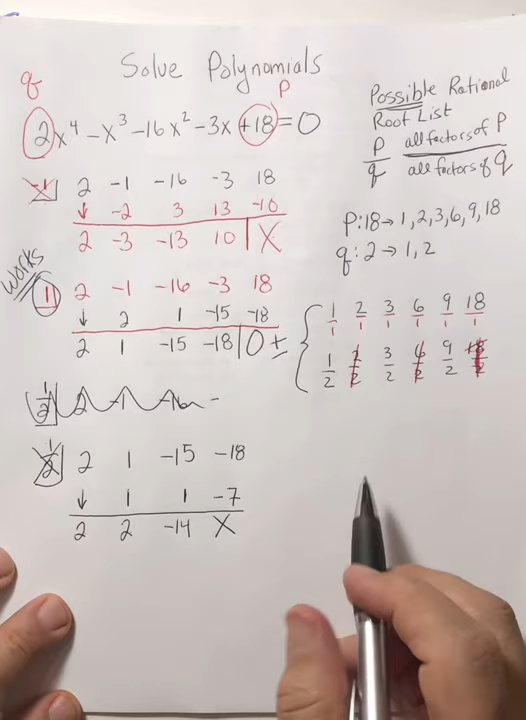 Solve Polynomials
q
p
2x⁴ - x³ - 16x² - 3x + 18 = 0
-1 2 -1 -16 -3 18
↓ -2 3 13 -10
2 -3 -13 10 X
Works
1 2 -1 -16 -3 18
↓ 2 1 -15 -18
2 1 -15 -18 0
1/2 2 -1 -16 -
1/2 2 1 -15 -18
↓ 1 1 -7
2 2 -14 X
Possible Rational
Root List
P/q all factors of P / all factors of q
P: 18 → 1, 2, 3, 6, 9, 18
q: 2 → 1, 2
± { 1/1 2/1 3/1 6/1 9/1 18/1
1/2 2/2 3/2 6/2 9/2 18/2